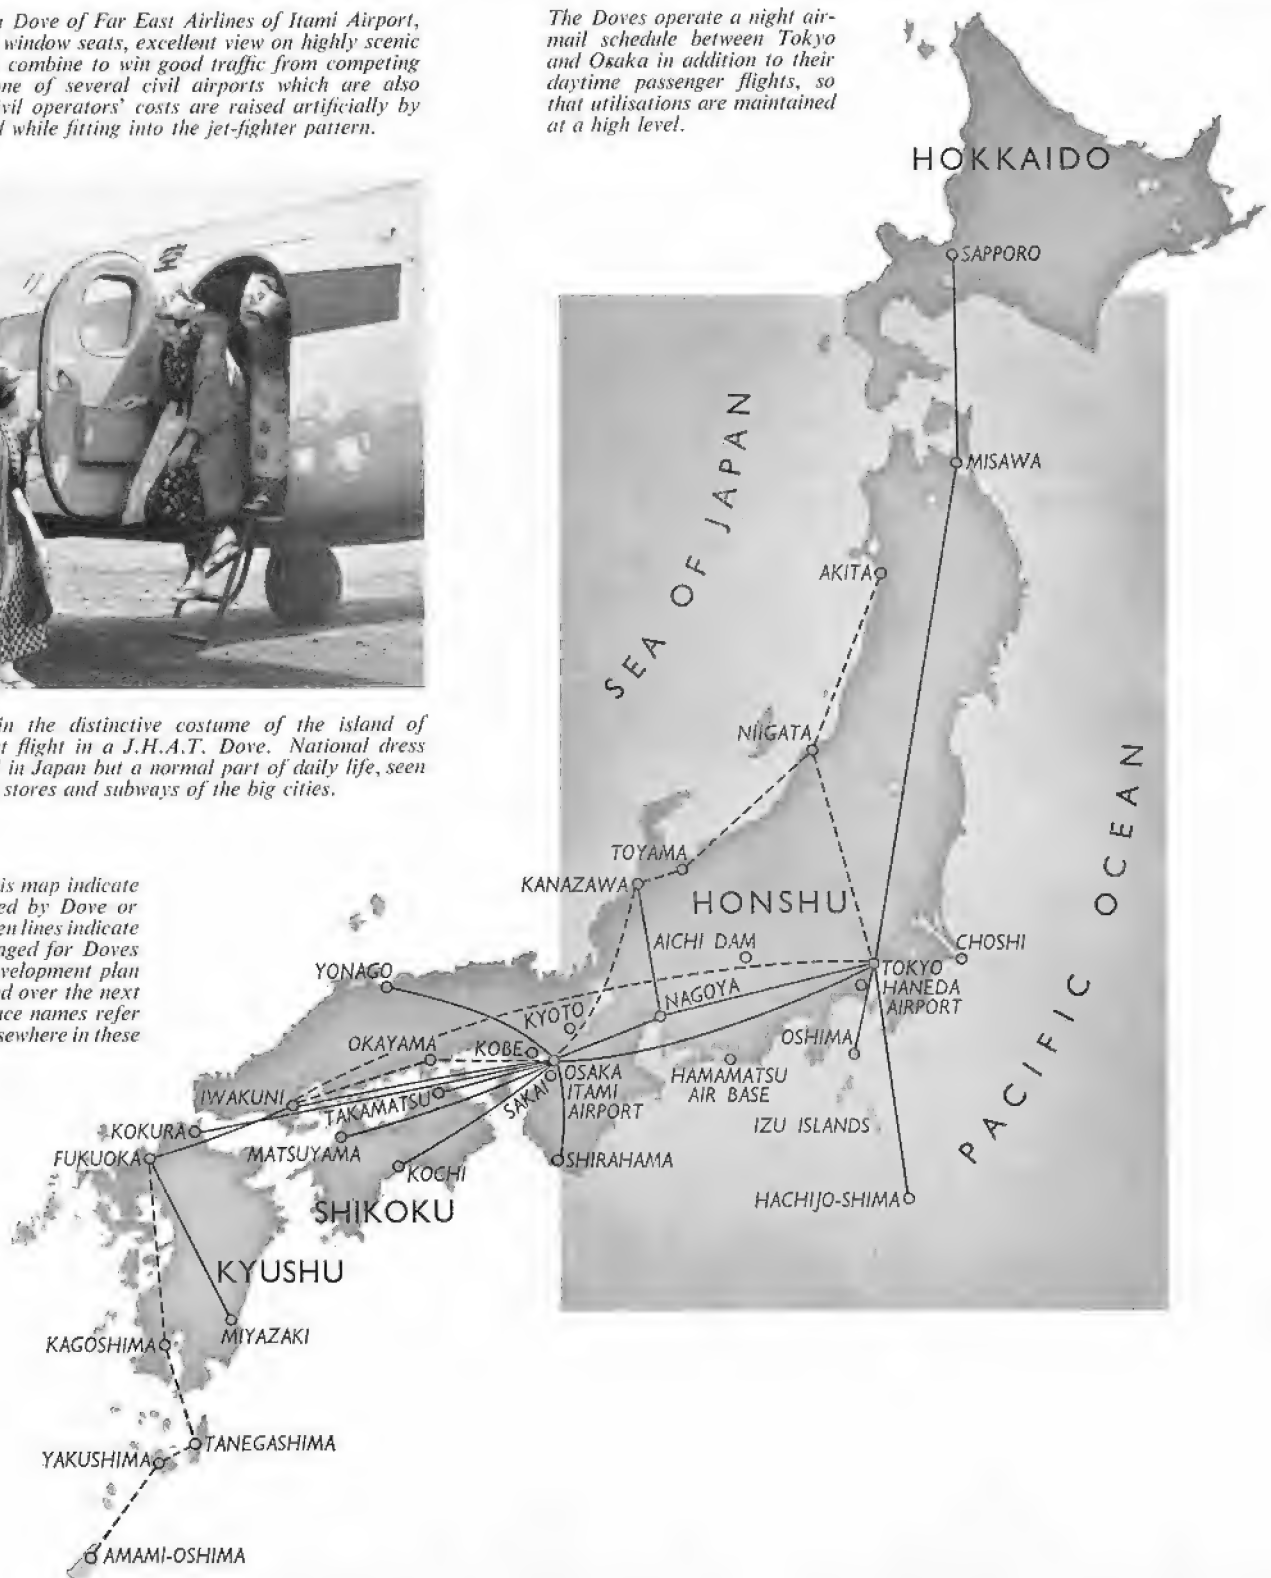 a Dove of Far East Airlines of Itami Airport,
window seats, excellent view on highly scenic
combine to win good traffic from competing
ne of several civil airports which are also
ivil operators' costs are raised artificially by
d while fitting into the jet-fighter pattern.
The Doves operate a night air-
mail schedule between Tokyo
and Osaka in addition to their
daytime passenger flights, so
that utilisations are maintained
at a high level.
in the distinctive costume of the island of
t flight in a J.H.A.T. Dove. National dress
in Japan but a normal part of daily life, seen
stores and subways of the big cities.
is map indicate
ed by Dove or
en lines indicate
nged for Doves
velopment plan
d over the next
ace names refer
sewhere in these
HOKKAIDO
SAPPORO
MISAWA
SEA OF JAPAN
AKITA
NIIGATA
PACIFIC OCEAN
TOYAMA
KANAZAWA
HONSHU
AICHI DAM
CHOSHI
YONAGO
TOKYO
HANEDA
AIRPORT
NAGOYA
KYOTO
OKAYAMA
KOBE
OSHIMA
OSAKA
ITAMI
AIRPORT
SAKAI
HAMAMATSU
AIR BASE
IWAKUNI
TAKAMATSU
IZU ISLANDS
KOKURA
FUKUOKA
MATSUYAMA
KOCHI
SHIRAHAMA
HACHIJO-SHIMA
SHIKOKU
KYUSHU
MIYAZAKI
KAGOSHIMA
TANEGASHIMA
YAKUSHIMA
AMAMI-OSHIMA